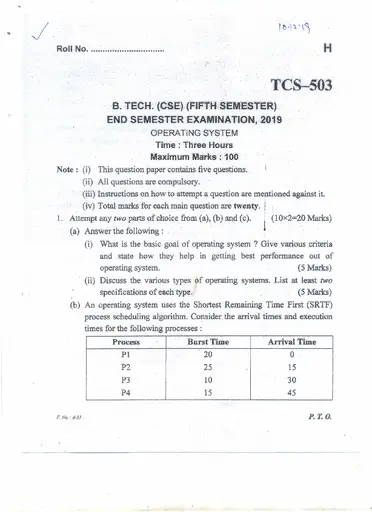 10-12-19
Roll No. ..............................
H
TCS–503
B. TECH. (CSE) (FIFTH SEMESTER)
END SEMESTER EXAMINATION, 2019
OPERATING SYSTEM
Time : Three Hours
Maximum Marks : 100
Note : (i) This question paper contains five questions.
(ii) All questions are compulsory.
(iii) Instructions on how to attempt a question are mentioned against it.
(iv) Total marks for each main question are twenty.
1. Attempt any two parts of choice from (a), (b) and (c). (10×2=20 Marks)
(a) Answer the following :
(i) What is the basic goal of operating system ? Give various criteria
and state how they help in getting best performance out of
operating system. (5 Marks)
(ii) Discuss the various types of operating systems. List at least two
specifications of each type. (5 Marks)
(b) An operating system uses the Shortest Remaining Time First (SRTF)
process scheduling algorithm. Consider the arrival times and execution
times for the following processes :
Process Burst Time Arrival Time
P1 20 0
P2 25 15
P3 10 30
P4 15 45
P. T. O.